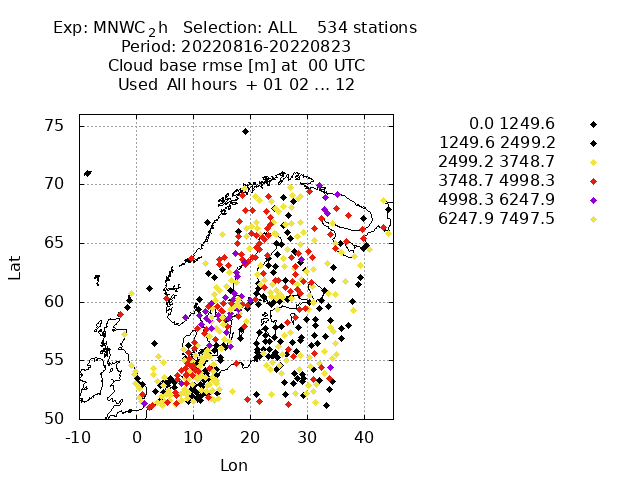 Exp: MNWC2h   Selection: ALL    534 stations
Period: 20220816-20220823
Cloud base rmse [m] at  00 UTC
Used  All hours  + 01 02 ... 12
0.0 1249.6
1249.6 2499.2
2499.2 3748.7
3748.7 4998.3
4998.3 6247.9
6247.9 7497.5
75
70
65
60
55
50
Lat
-10 0 10 20 30 40
Lon